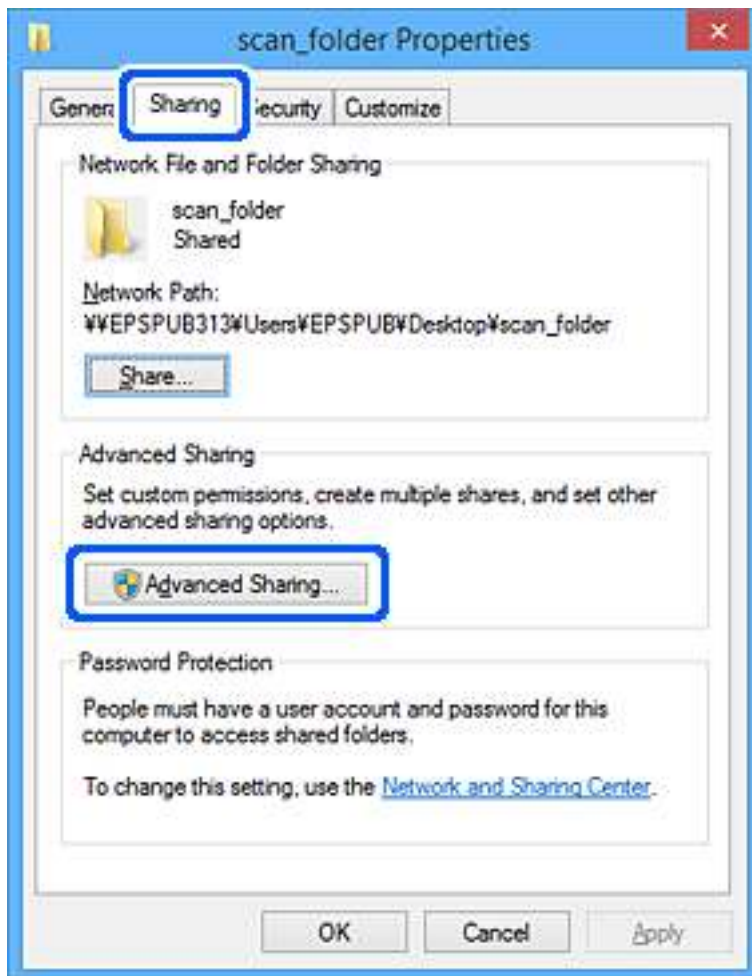 scan_folder Properties
General Sharing Security Customize
Network File and Folder Sharing
scan_folder
Shared
Network Path:
¥¥EPSPUB313¥Users¥EPSPUB¥Desktop¥scan_folder
Share...
Advanced Sharing
Set custom permissions, create multiple shares, and set other
advanced sharing options.
Advanced Sharing...
Password Protection
People must have a user account and password for this
computer to access shared folders.
To change this setting, use the Network and Sharing Center.
OK Cancel Apply